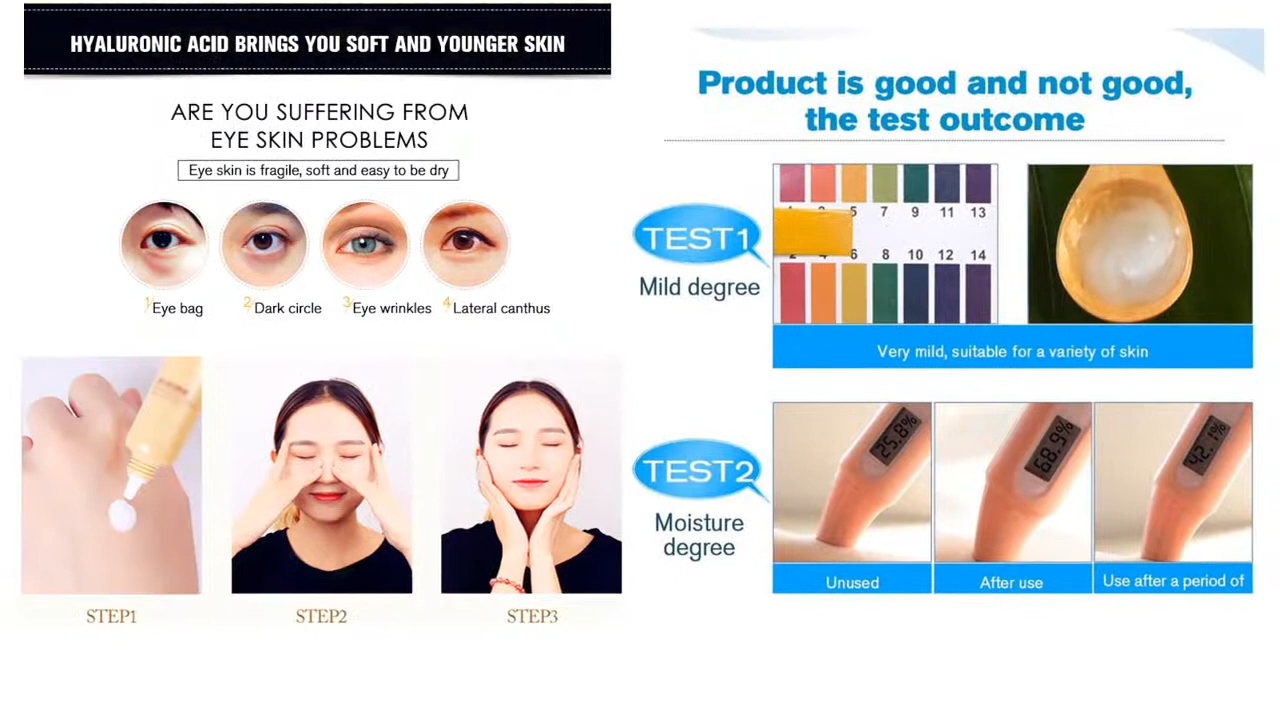 HYALURONIC ACID BRINGS YOU SOFT AND YOUNGER SKIN
ARE YOU SUFFERING FROM
EYE SKIN PROBLEMS
Eye skin is fragile, soft and easy to be dry
1 Eye bag
2 Dark circle
3 Eye wrinkles
4 Lateral canthus
STEP1
STEP2
STEP3
Product is good and not good,
the test outcome
TEST1
Mild degree
5 7 9 11 13
6 8 10 12 14
Very mild, suitable for a variety of skin
TEST2
Moisture
degree
25.8%
68.9%
42.1%
Unused
After use
Use after a period of